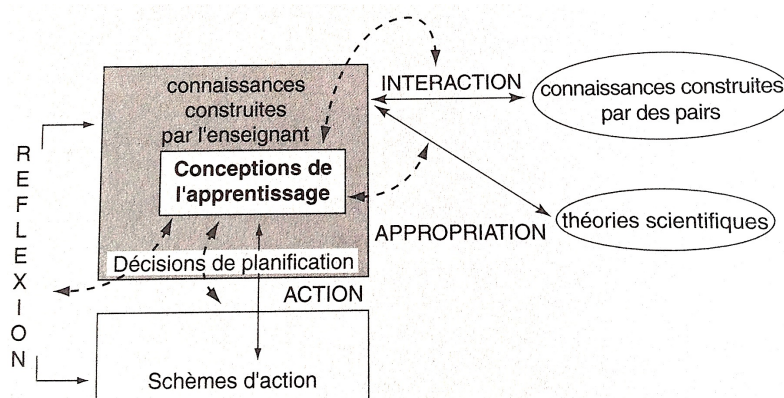 connaissances
construites
par l'enseignant
INTERACTION
connaissances construites
par des pairs
Conceptions de
l'apprentissage
REFLEXION
APPROPRIATION
théories scientifiques
Décisions de planification
ACTION
Schèmes d'action